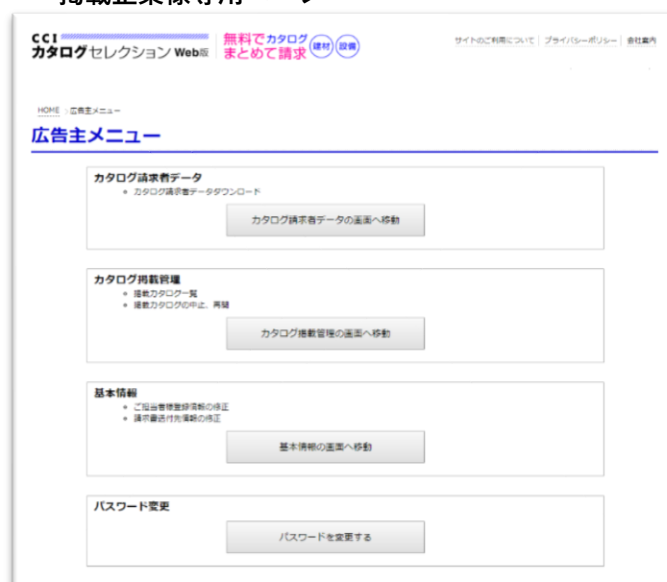 CCI
カタログセレクション Web版
無料でカタログ
まとめて請求
建材 設備
サイトのご利用について プライバシーポリシー 会社案内
HOME : 広告主メニュー
広告主メニュー
カタログ請求者データ
カタログ請求者データダウンロード
カタログ請求者データの画面へ移動
カタログ掲載管理
掲載カタログ一覧
掲載カタログの中止、再開
カタログ掲載管理の画面へ移動
基本情報
ご担当者様登録情報の修正
請求書送付先情報の修正
基本情報の画面へ移動
パスワード変更
パスワードを変更する